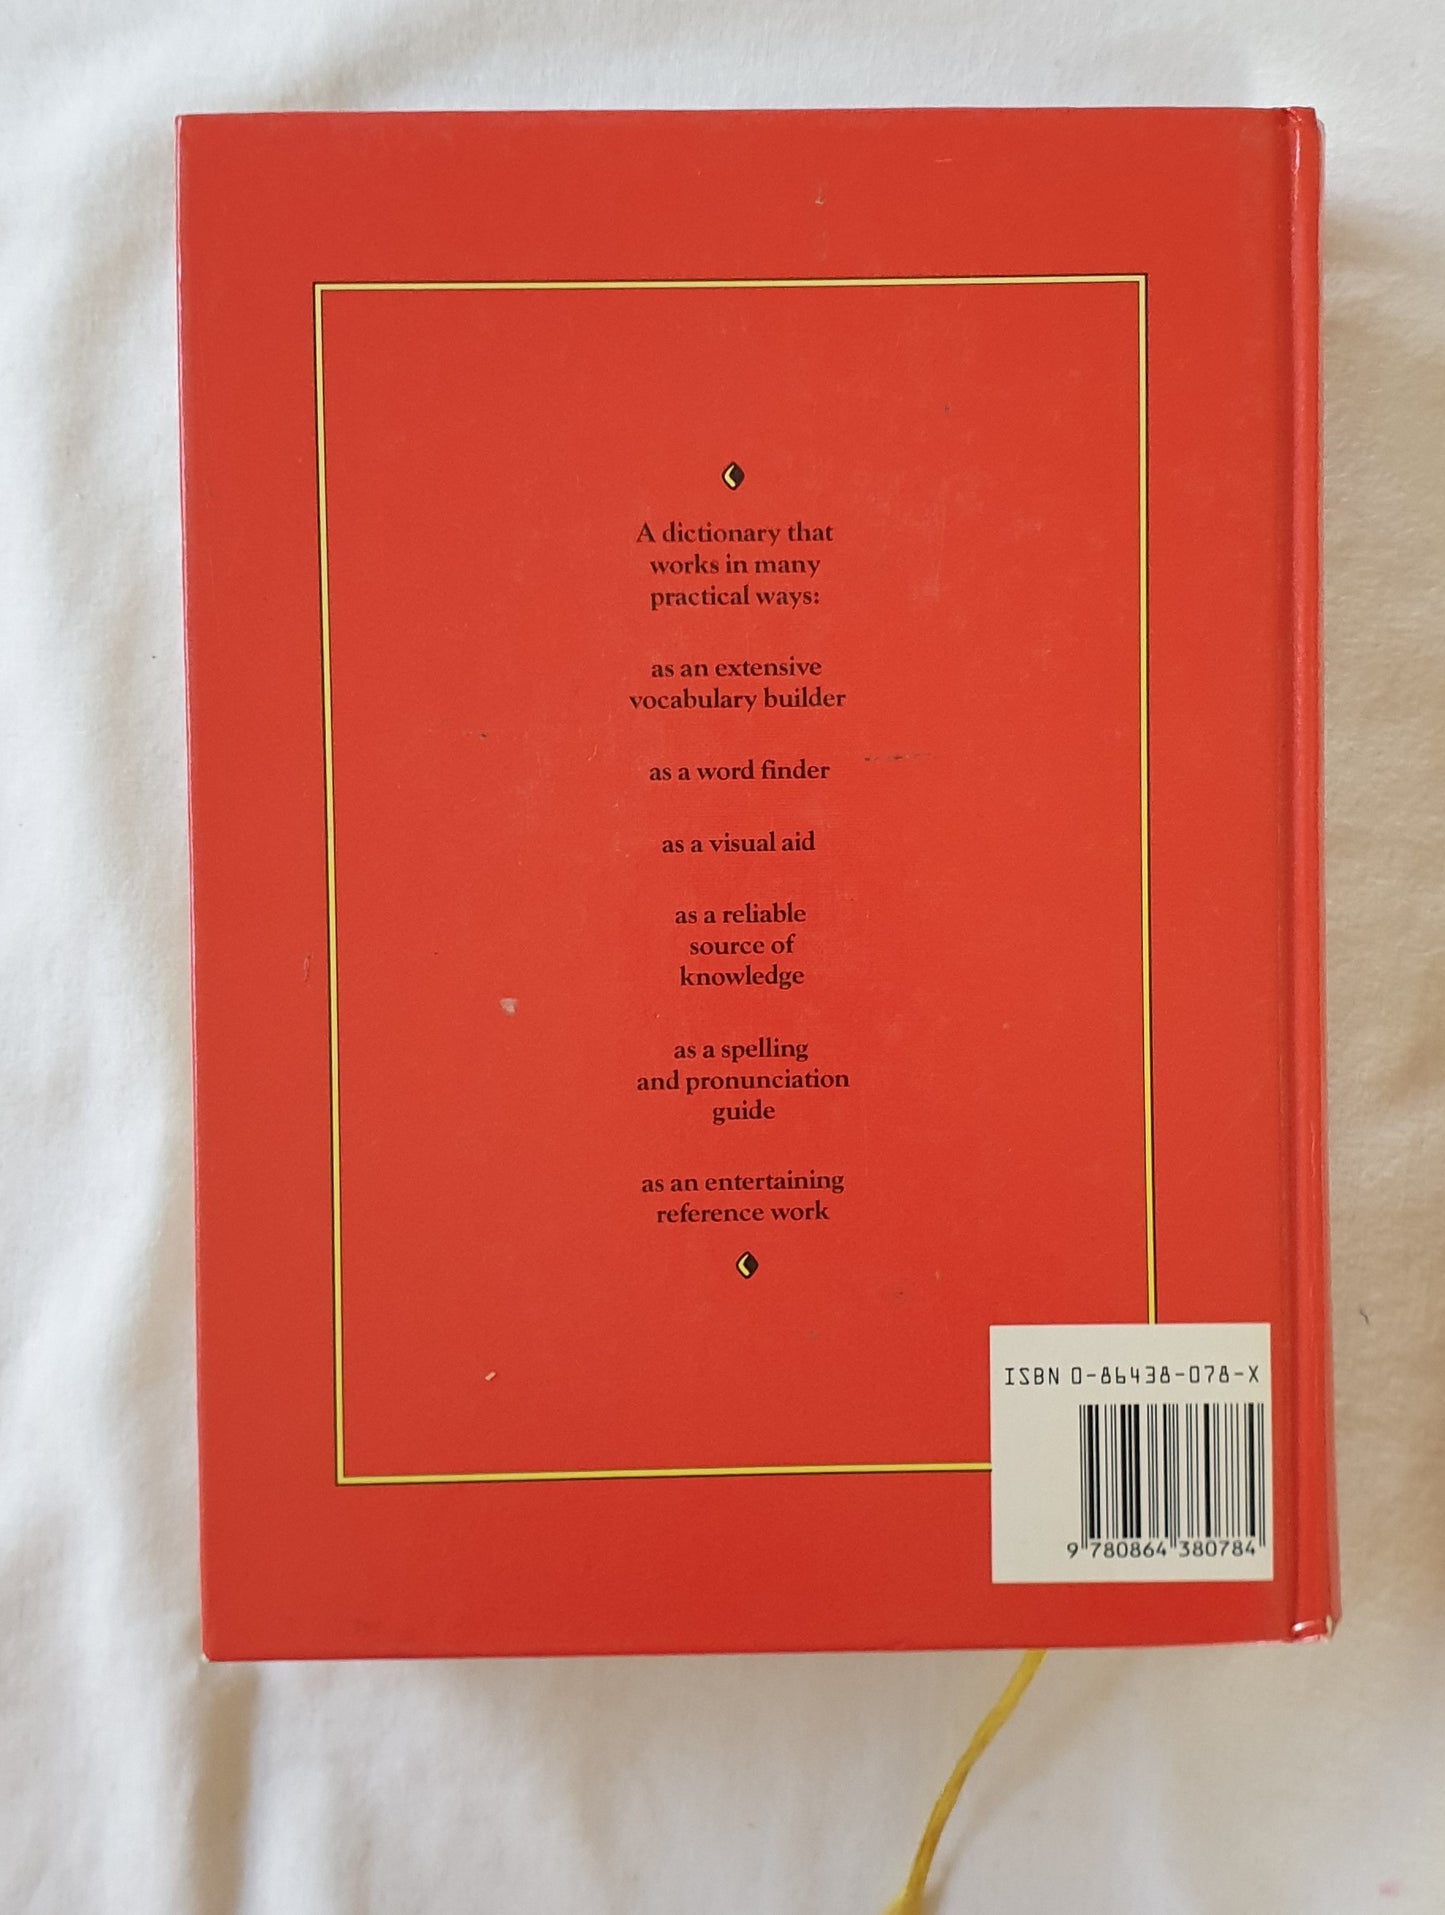 A dictionary that
works in many
practical ways:
as an extensive
vocabulary builder
as a word finder
as a visual aid
as a reliable
source of
knowledge
as a spelling
and pronunciation
guide
as an entertaining
reference work
ISBN 0-86438-078-X
9 780864 380784